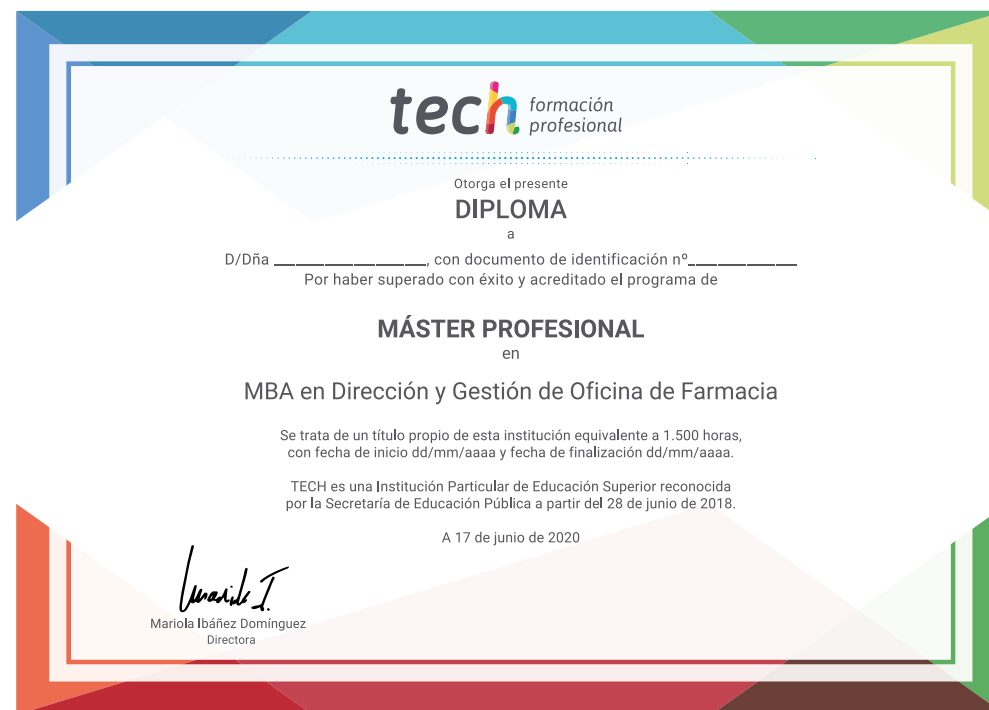 tech formación
profesional
Otorga el presente
DIPLOMA
a
D/Dña ____________, con documento de identificación nº__________
Por haber superado con éxito y acreditado el programa de
MÁSTER PROFESIONAL
en
MBA en Dirección y Gestión de Oficina de Farmacia
Se trata de un título propio de esta institución equivalente a 1.500 horas,
con fecha de inicio dd/mm/aaaa y fecha de finalización dd/mm/aaaa.
TECH es una Institución Particular de Educación Superior reconocida
por la Secretaría de Educación Pública a partir del 28 de junio de 2018.
A 17 de junio de 2020
Mariola Ibáñez Domínguez
Directora